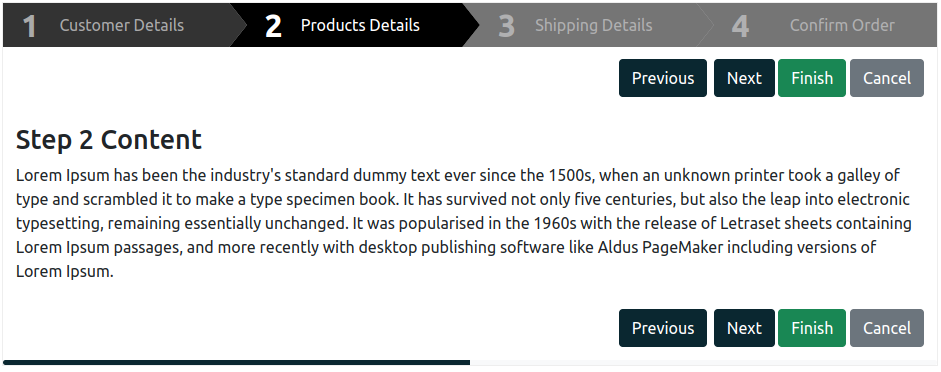 1 Customer Details 2 Products Details 3 Shipping Details 4 Confirm Order
Previous Next Finish Cancel
Step 2 Content
Lorem Ipsum has been the industry's standard dummy text ever since the 1500s, when an unknown printer took a galley of
type and scrambled it to make a type specimen book. It has survived not only five centuries, but also the leap into electronic
typesetting, remaining essentially unchanged. It was popularised in the 1960s with the release of Letraset sheets containing
Lorem Ipsum passages, and more recently with desktop publishing software like Aldus PageMaker including versions of
Lorem Ipsum.
Previous Next Finish Cancel